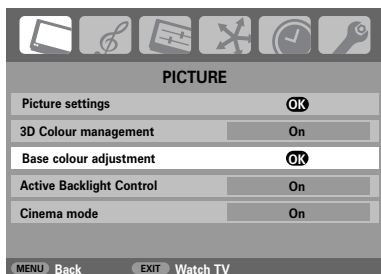 PICTURE
Picture settings OK
3D Colour management On
Base colour adjustment OK
Active Backlight Control On
Cinema mode On
MENU Back EXIT Watch TV